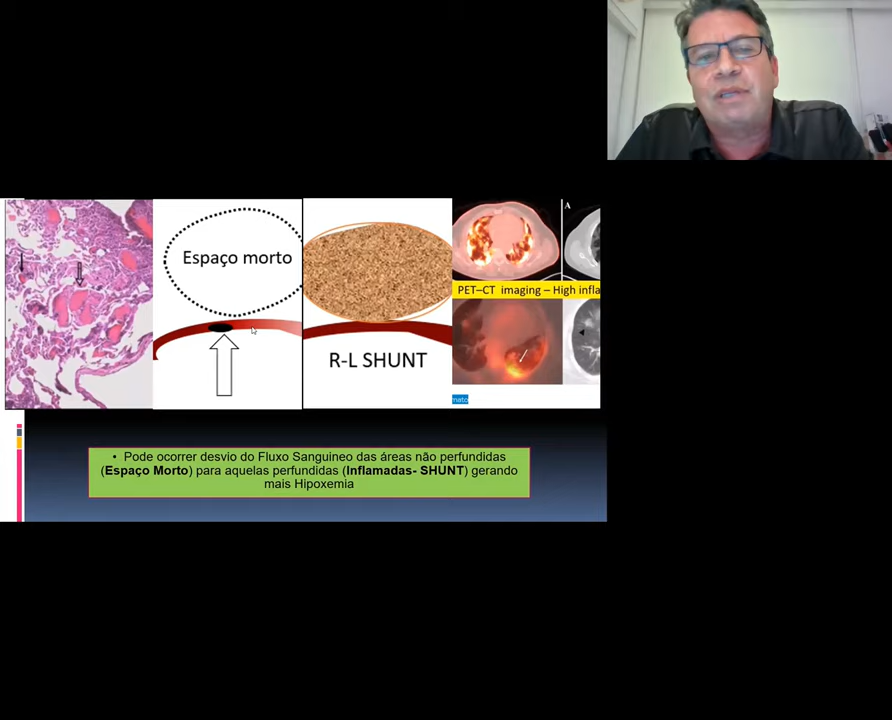 Espaço morto
R-L SHUNT
A
PET–CT imaging – High infla
mato
• Pode ocorrer desvio do Fluxo Sanguineo das áreas não perfundidas
(Espaço Morto) para aquelas perfundidas (Inflamadas- SHUNT) gerando
mais Hipoxemia